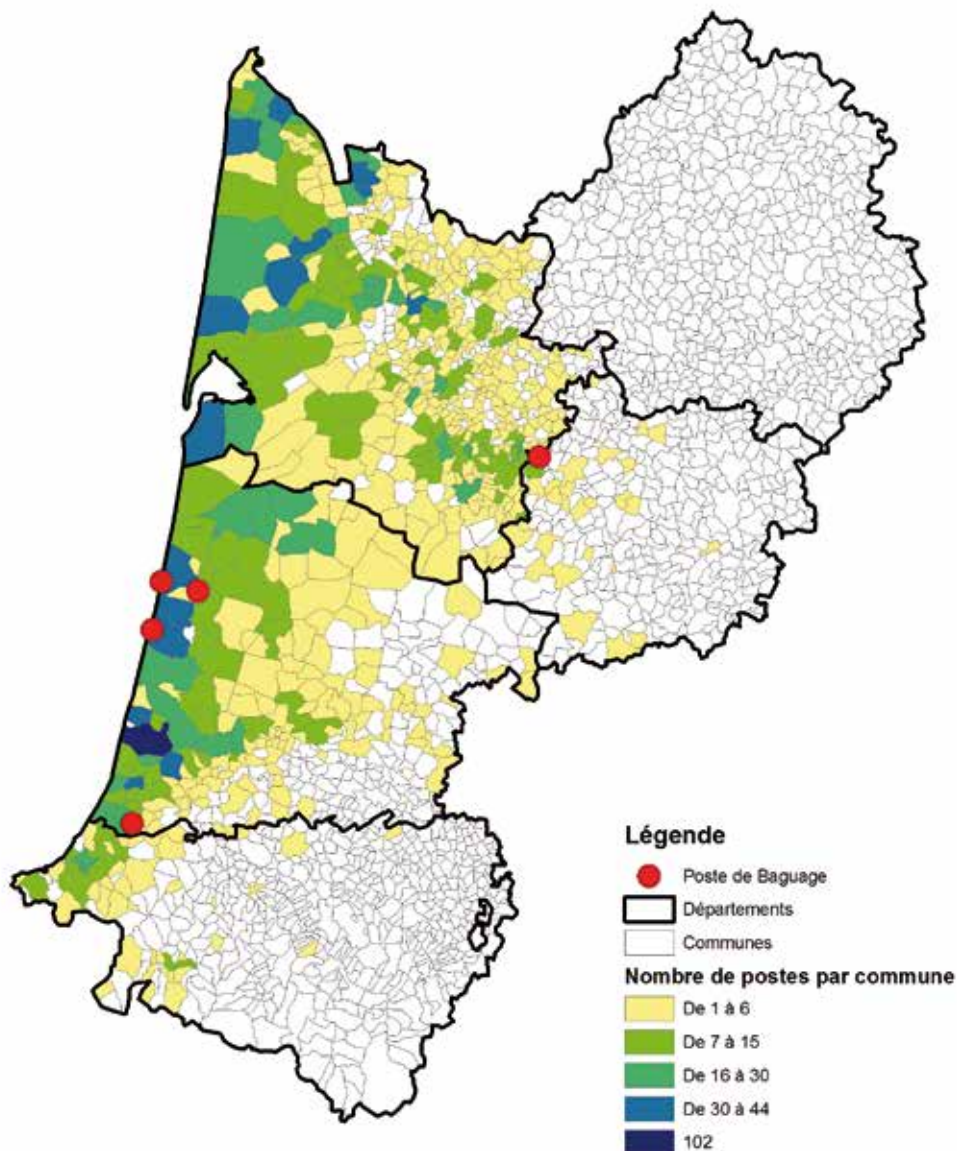 Légende
Poste de Baguage
Départements
Communes
Nombre de postes par commune
De 1 à 6
De 7 à 15
De 16 à 30
De 30 à 44
102